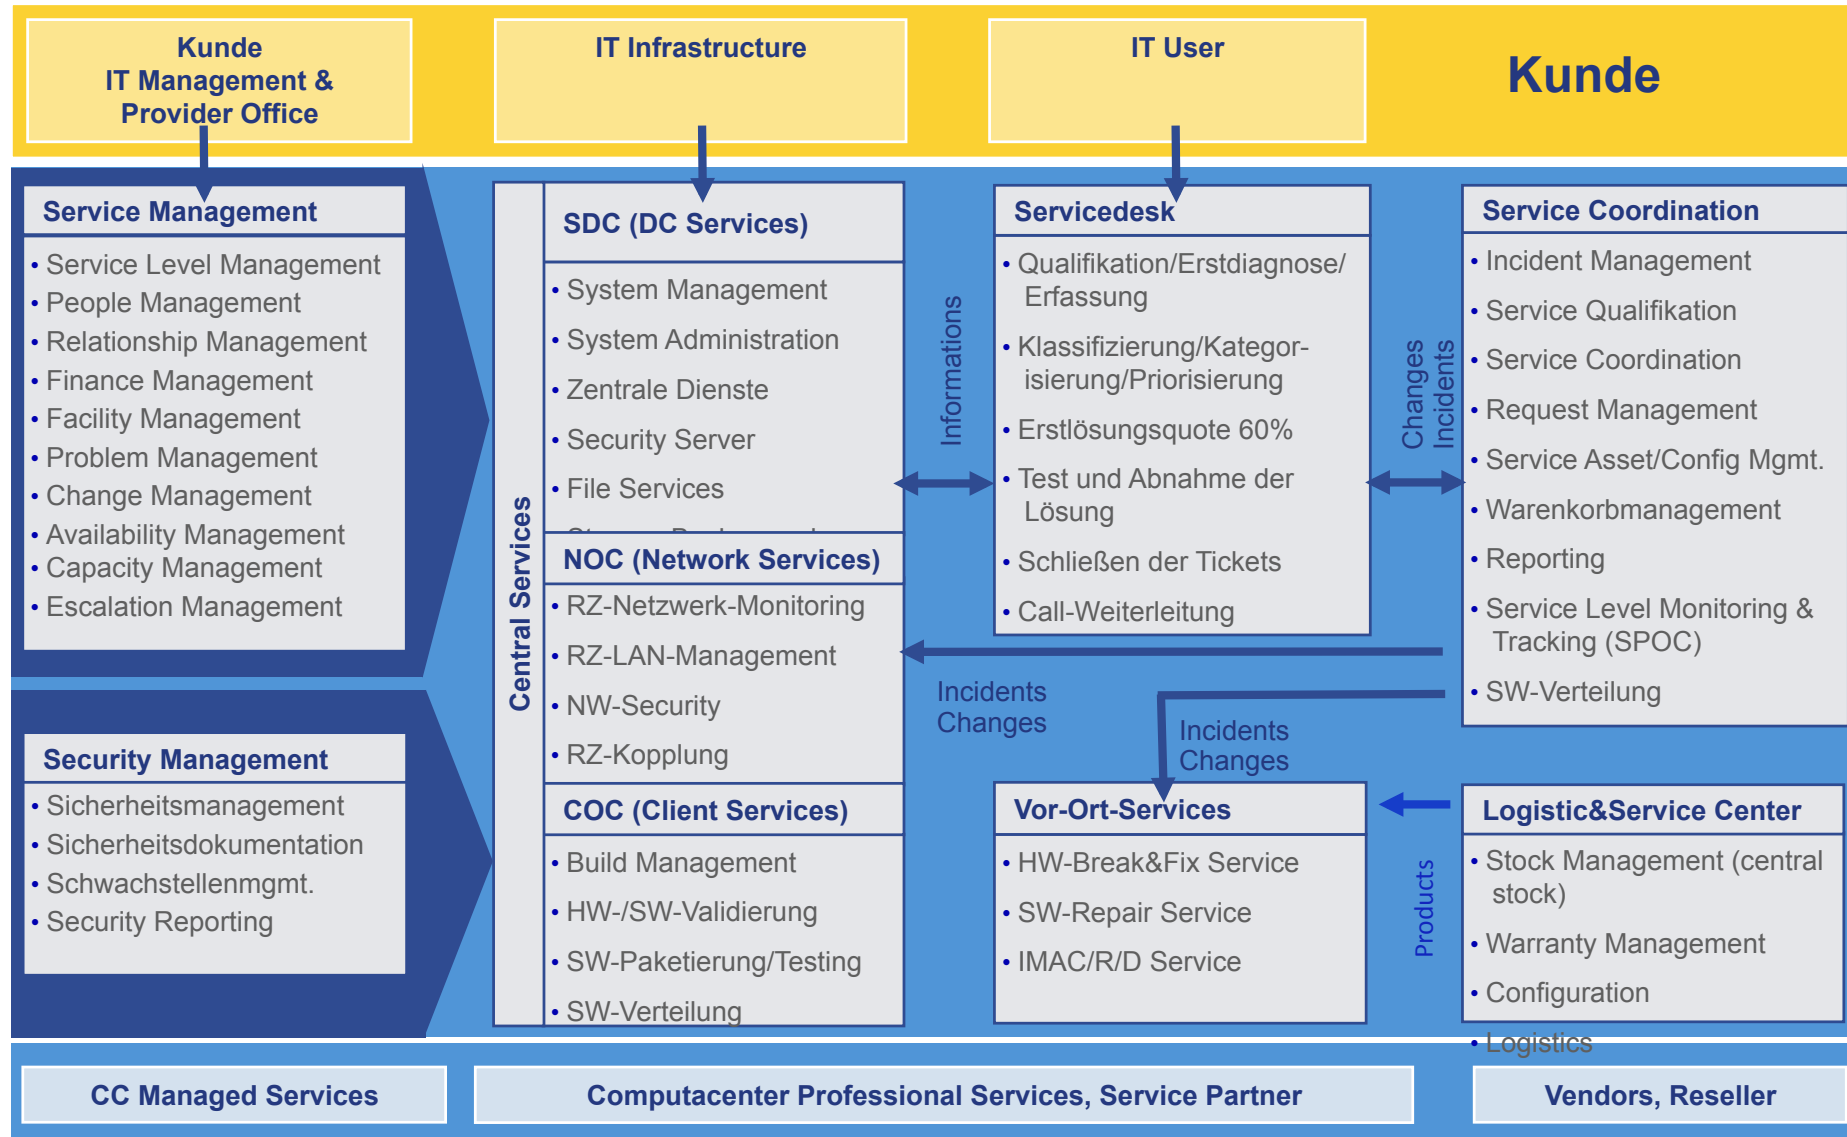 Kunde
IT Management &
Provider Office
IT Infrastructure
IT User
Kunde
Service Management
• Service Level Management
• People Management
• Relationship Management
• Finance Management
• Facility Management
• Problem Management
• Change Management
• Availability Management
• Capacity Management
• Escalation Management
Security Management
• Sicherheitsmanagement
• Sicherheitsdokumentation
• Schwachstellenmgmt.
• Security Reporting
Central Services
SDC (DC Services)
• System Management
• System Administration
• Zentrale Dienste
• Security Server
• File Services
NOC (Network Services)
• RZ-Netzwerk-Monitoring
• RZ-LAN-Management
• NW-Security
• RZ-Kopplung
COC (Client Services)
• Build Management
• HW-/SW-Validierung
• SW-Paketierung/Testing
• SW-Verteilung
Informations
Servicedesk
• Qualifikation/Erstdiagnose/
Erfassung
• Klassifizierung/Kategor-
isierung/Priorisierung
• Erstlösungsquote 60%
• Test und Abnahme der
Lösung
• Schließen der Tickets
• Call-Weiterleitung
Changes
Incidents
Incidents
Changes
Incidents
Changes
Vor-Ort-Services
• HW-Break&Fix Service
• SW-Repair Service
• IMAC/R/D Service
Products
Service Coordination
• Incident Management
• Service Qualifikation
• Service Coordination
• Request Management
• Service Asset/Config Mgmt.
• Warenkorbmanagement
• Reporting
• Service Level Monitoring &
Tracking (SPOC)
• SW-Verteilung
Logistic&Service Center
• Stock Management (central
stock)
• Warranty Management
• Configuration
• Logistics
CC Managed Services
Computacenter Professional Services, Service Partner
Vendors, Reseller